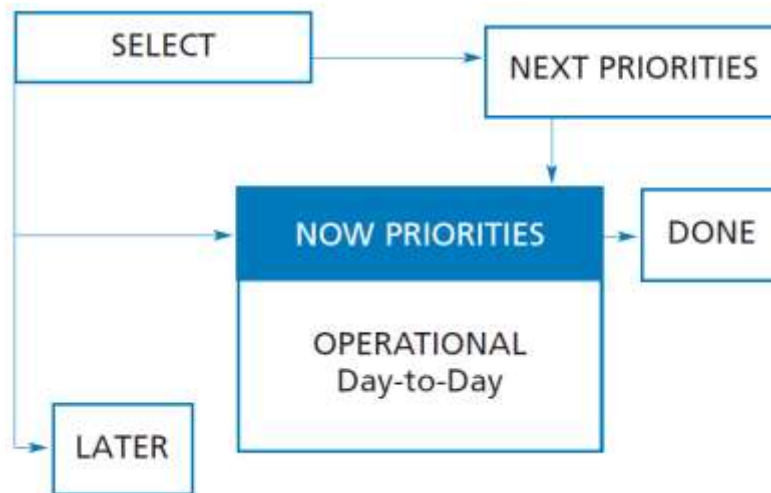 SELECT
NEXT PRIORITIES
NOW PRIORITIES
DONE
OPERATIONAL
Day-to-Day
LATER